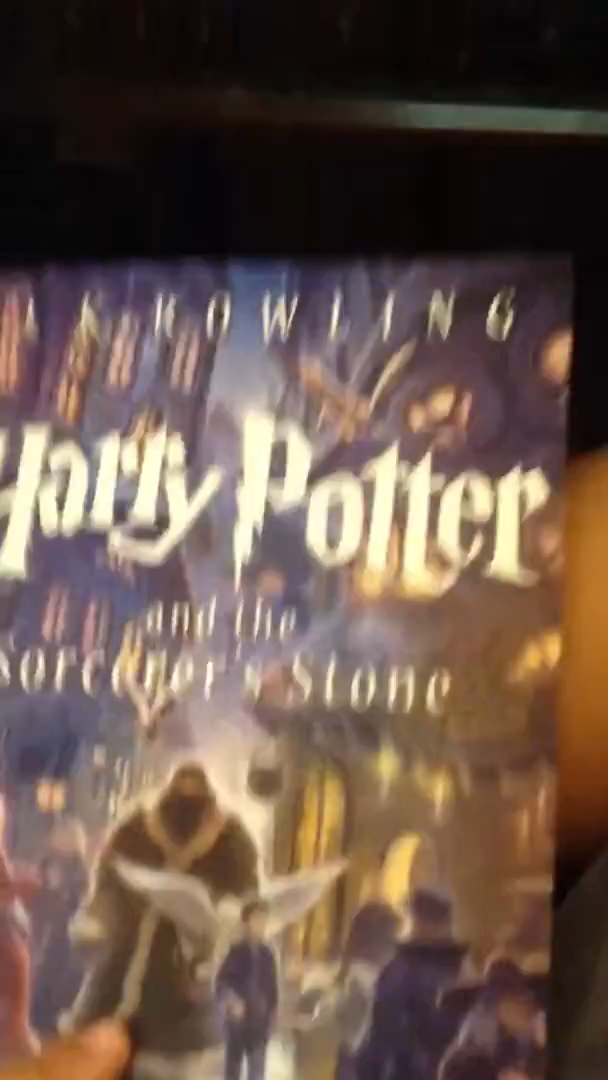 K. ROWLING
Harry Potter
and the
Sorcerer's Stone